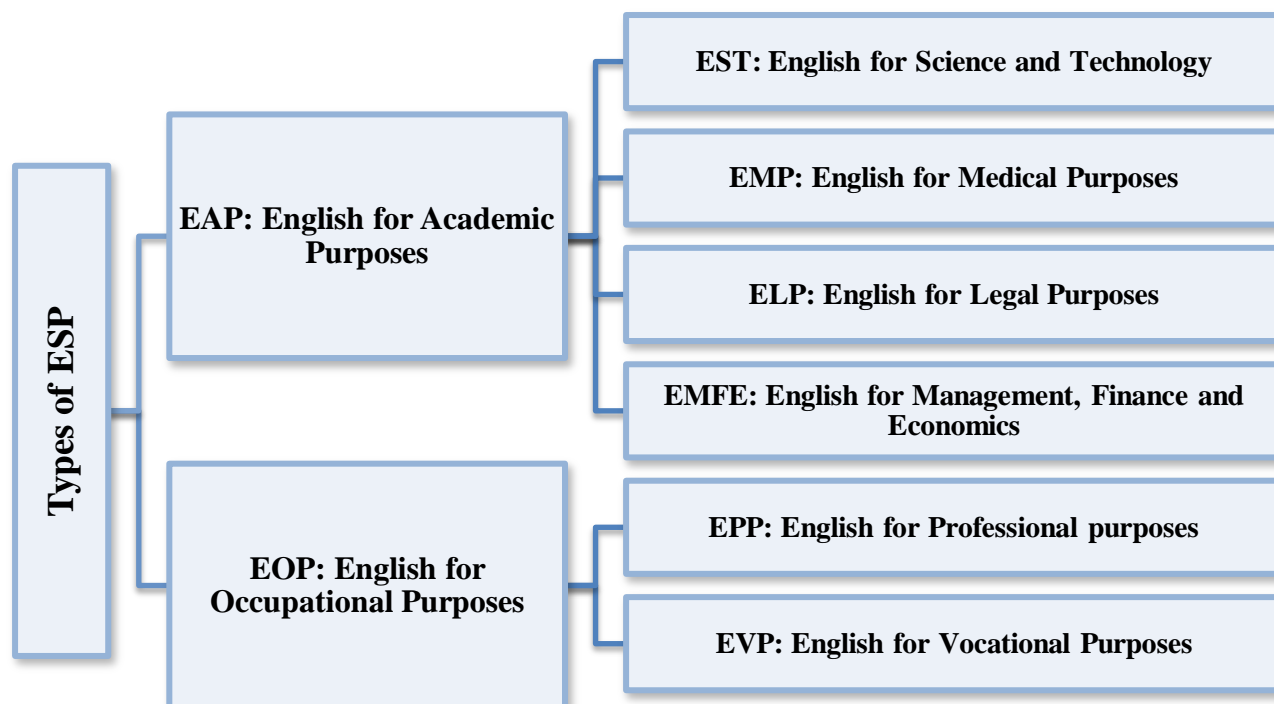 Types of ESP
EAP: English for Academic
Purposes
EST: English for Science and Technology
EMP: English for Medical Purposes
ELP: English for Legal Purposes
EMFE: English for Management, Finance and
Economics
EOP: English for
Occupational Purposes
EPP: English for Professional purposes
EVP: English for Vocational Purposes